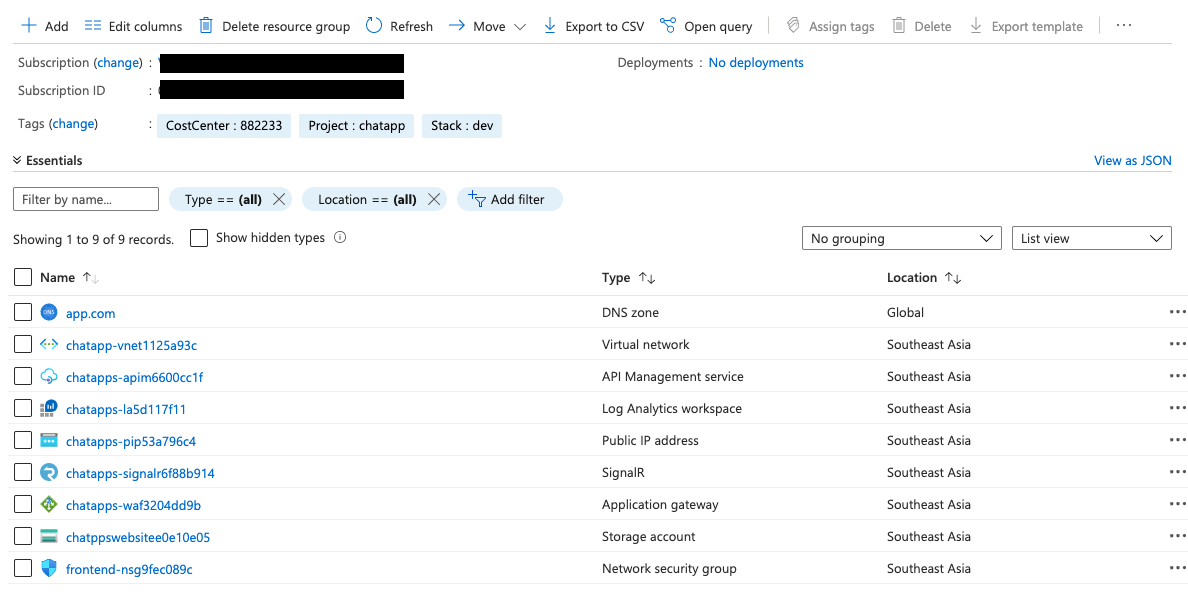 Add Edit columns Delete resource group Refresh Move Export to CSV Open query Assign tags Delete Export template ...
Subscription (change) : Deployments : No deployments
Subscription ID :
Tags (change) : CostCenter : 882233 Project : chatapp Stack : dev
Essentials View as JSON
Filter by name... Type == (all) Location == (all) Add filter
Showing 1 to 9 of 9 records. Show hidden types No grouping List view
Name Type Location
DNS app.com DNS zone Global
chatapp-vnet1125a93c Virtual network Southeast Asia
chatapps-apim6600cc1f API Management service Southeast Asia
chatapps-la5d117f11 Log Analytics workspace Southeast Asia
chatapps-pip53a796c4 Public IP address Southeast Asia
chatapps-signalr6f88b914 SignalR Southeast Asia
chatapps-waf3204dd9b Application gateway Southeast Asia
chatppswebsitee0e10e05 Storage account Southeast Asia
frontend-nsg9fec089c Network security group Southeast Asia